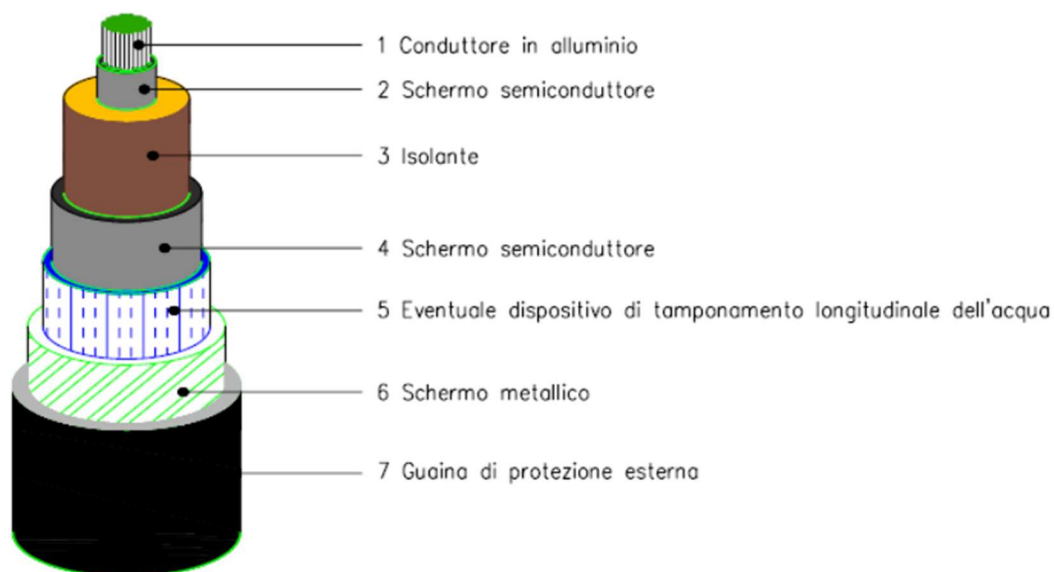 1 Conduttore in alluminio
2 Schermo semiconduttore
3 Isolante
4 Schermo semiconduttore
5 Eventuale dispositivo di tamponamento longitudinale dell'acqua
6 Schermo metallico
7 Guaina di protezione esterna